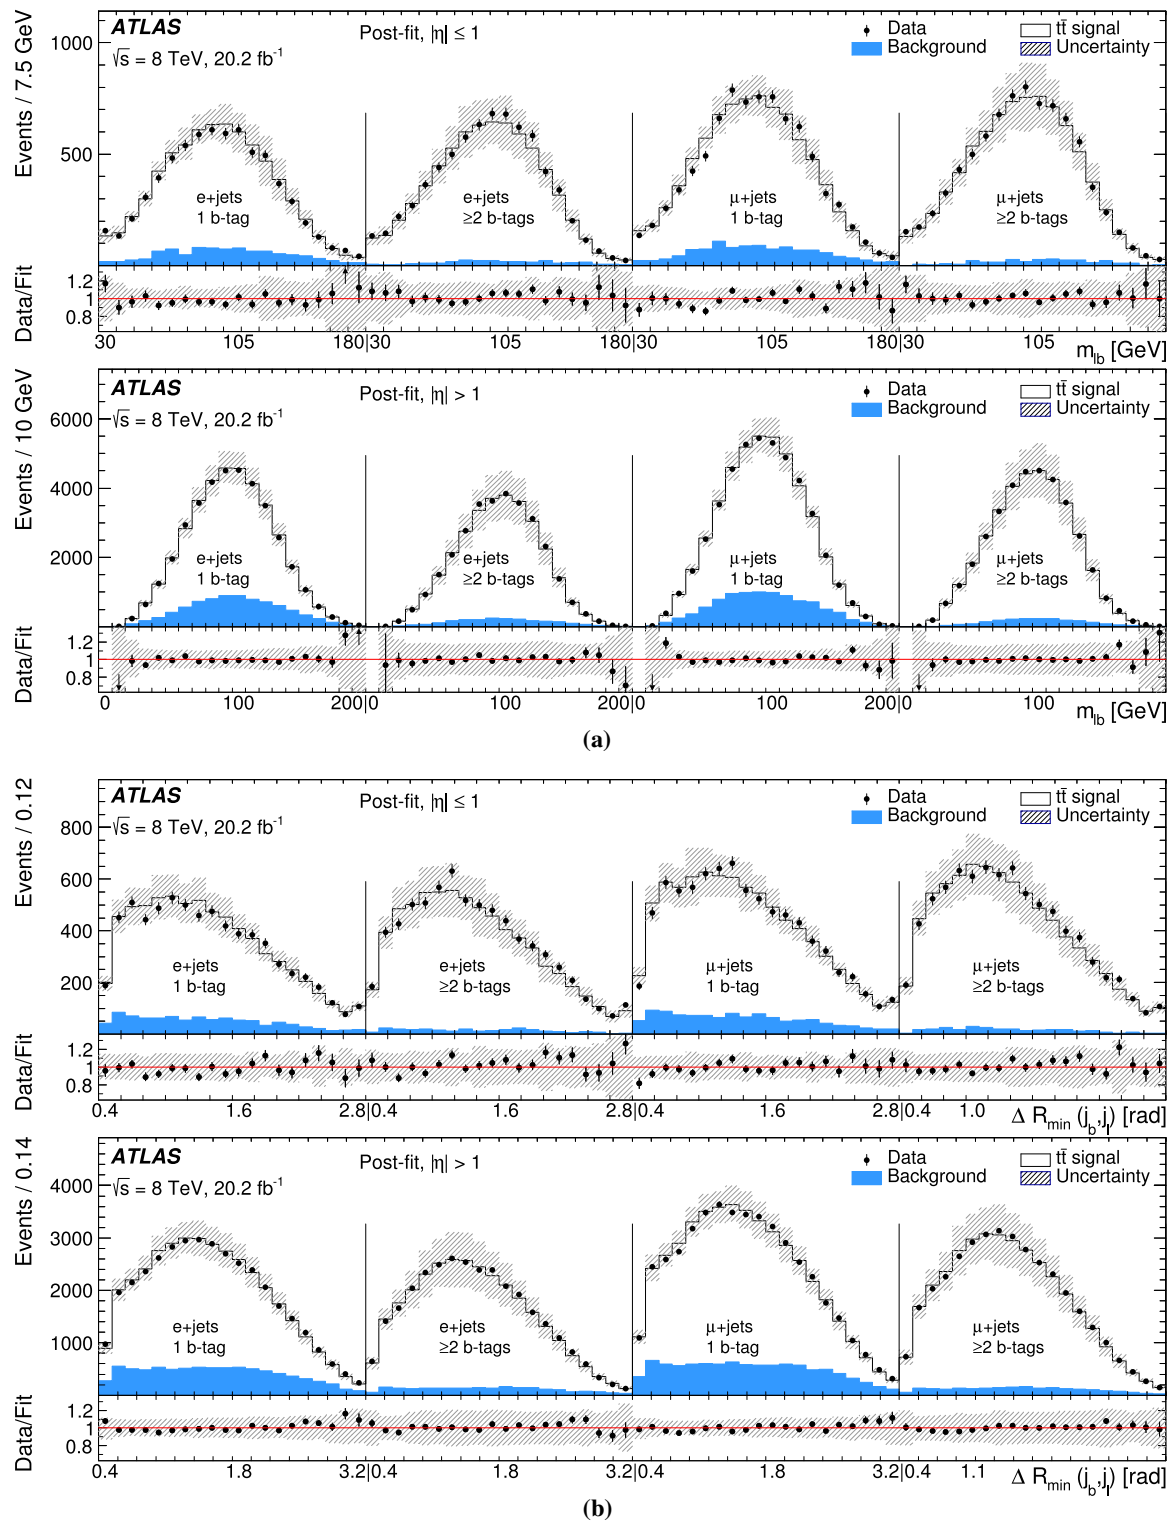 ATLAS
√s = 8 TeV, 20.2 fb⁻¹
Post-fit, |η| ≤ 1
Data
Background
tt̄ signal
Uncertainty
Events / 7.5 GeV
1000
500
e+jets
1 b-tag
e+jets
≥2 b-tags
μ+jets
1 b-tag
μ+jets
≥2 b-tags
Data/Fit
1.2
1
0.8
30 105 180|30 105 180|30 105 180|30 105
m_lb [GeV]
ATLAS
√s = 8 TeV, 20.2 fb⁻¹
Post-fit, |η| > 1
Data
Background
tt̄ signal
Uncertainty
Events / 10 GeV
6000
4000
2000
e+jets
1 b-tag
e+jets
≥2 b-tags
μ+jets
1 b-tag
μ+jets
≥2 b-tags
Data/Fit
1.2
1
0.8
0 100 200|0 100 200|0 100 200|0 100
m_lb [GeV]
(a)
ATLAS
√s = 8 TeV, 20.2 fb⁻¹
Post-fit, |η| ≤ 1
Data
Background
tt̄ signal
Uncertainty
Events / 0.12
800
600
400
200
e+jets
1 b-tag
e+jets
≥2 b-tags
μ+jets
1 b-tag
μ+jets
≥2 b-tags
Data/Fit
1.2
1
0.8
0.4 1.6 2.8|0.4 1.6 2.8|0.4 1.6 2.8|0.4 1.0
Δ R_min (j_b,j_l) [rad]
ATLAS
√s = 8 TeV, 20.2 fb⁻¹
Post-fit, |η| > 1
Data
Background
tt̄ signal
Uncertainty
Events / 0.14
4000
3000
2000
1000
e+jets
1 b-tag
e+jets
≥2 b-tags
μ+jets
1 b-tag
μ+jets
≥2 b-tags
Data/Fit
1.2
1
0.8
0.4 1.8 3.2|0.4 1.8 3.2|0.4 1.8 3.2|0.4 1.1
Δ R_min (j_b,j_l) [rad]
(b)